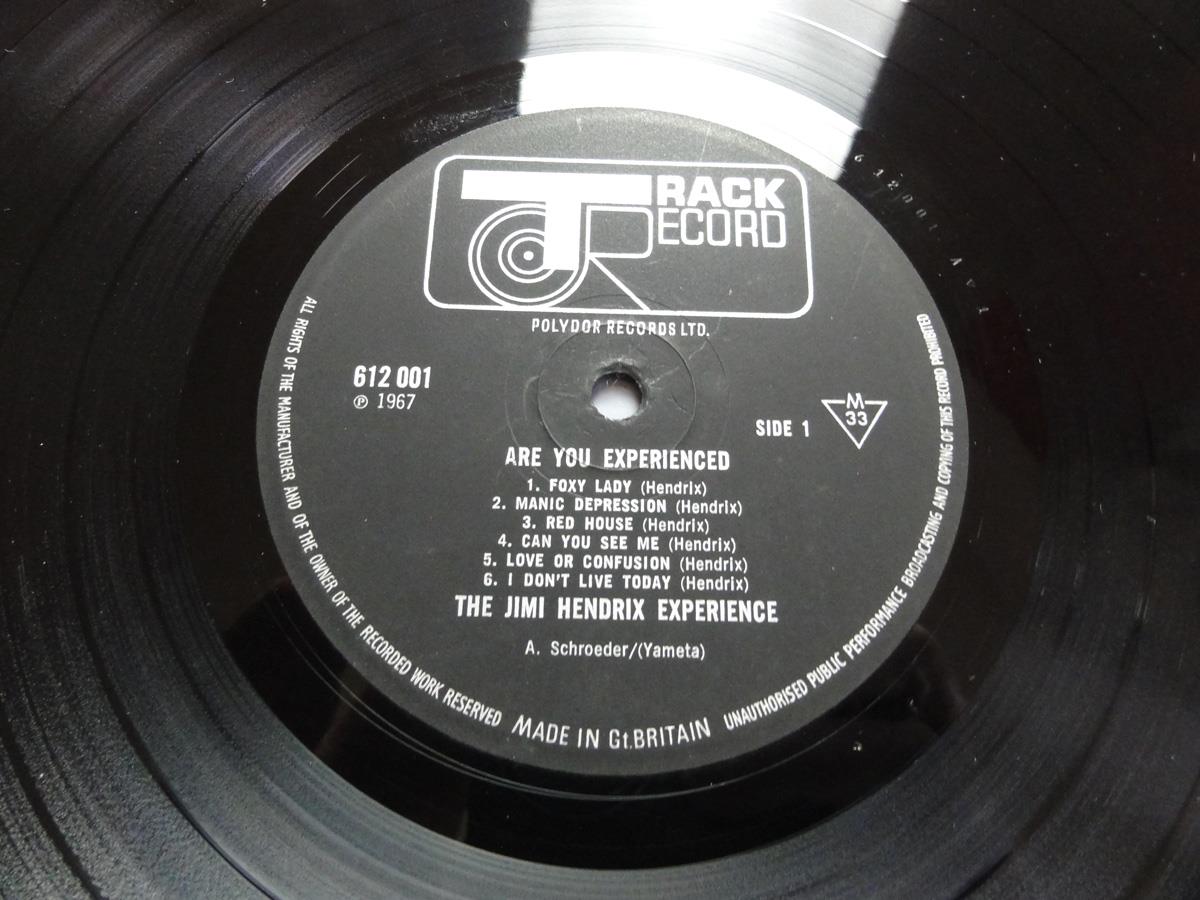 TRACK
RECORD
POLYDOR RECORDS LTD.
612 001
℗ 1967
SIDE 1
M
33
ARE YOU EXPERIENCED
1. FOXY LADY (Hendrix)
2. MANIC DEPRESSION (Hendrix)
3. RED HOUSE (Hendrix)
4. CAN YOU SEE ME (Hendrix)
5. LOVE OR CONFUSION (Hendrix)
6. I DON'T LIVE TODAY (Hendrix)
THE JIMI HENDRIX EXPERIENCE
A. Schroeder/(Yameta)
ALL RIGHTS OF THE MANUFACTURER AND OF THE OWNER OF THE RECORDED WORK RESERVED
MADE IN Gt.BRITAIN
UNAUTHORISED PUBLIC PERFORMANCE BROADCASTING AND COPYING OF THIS RECORD PROHIBITED
612001 A